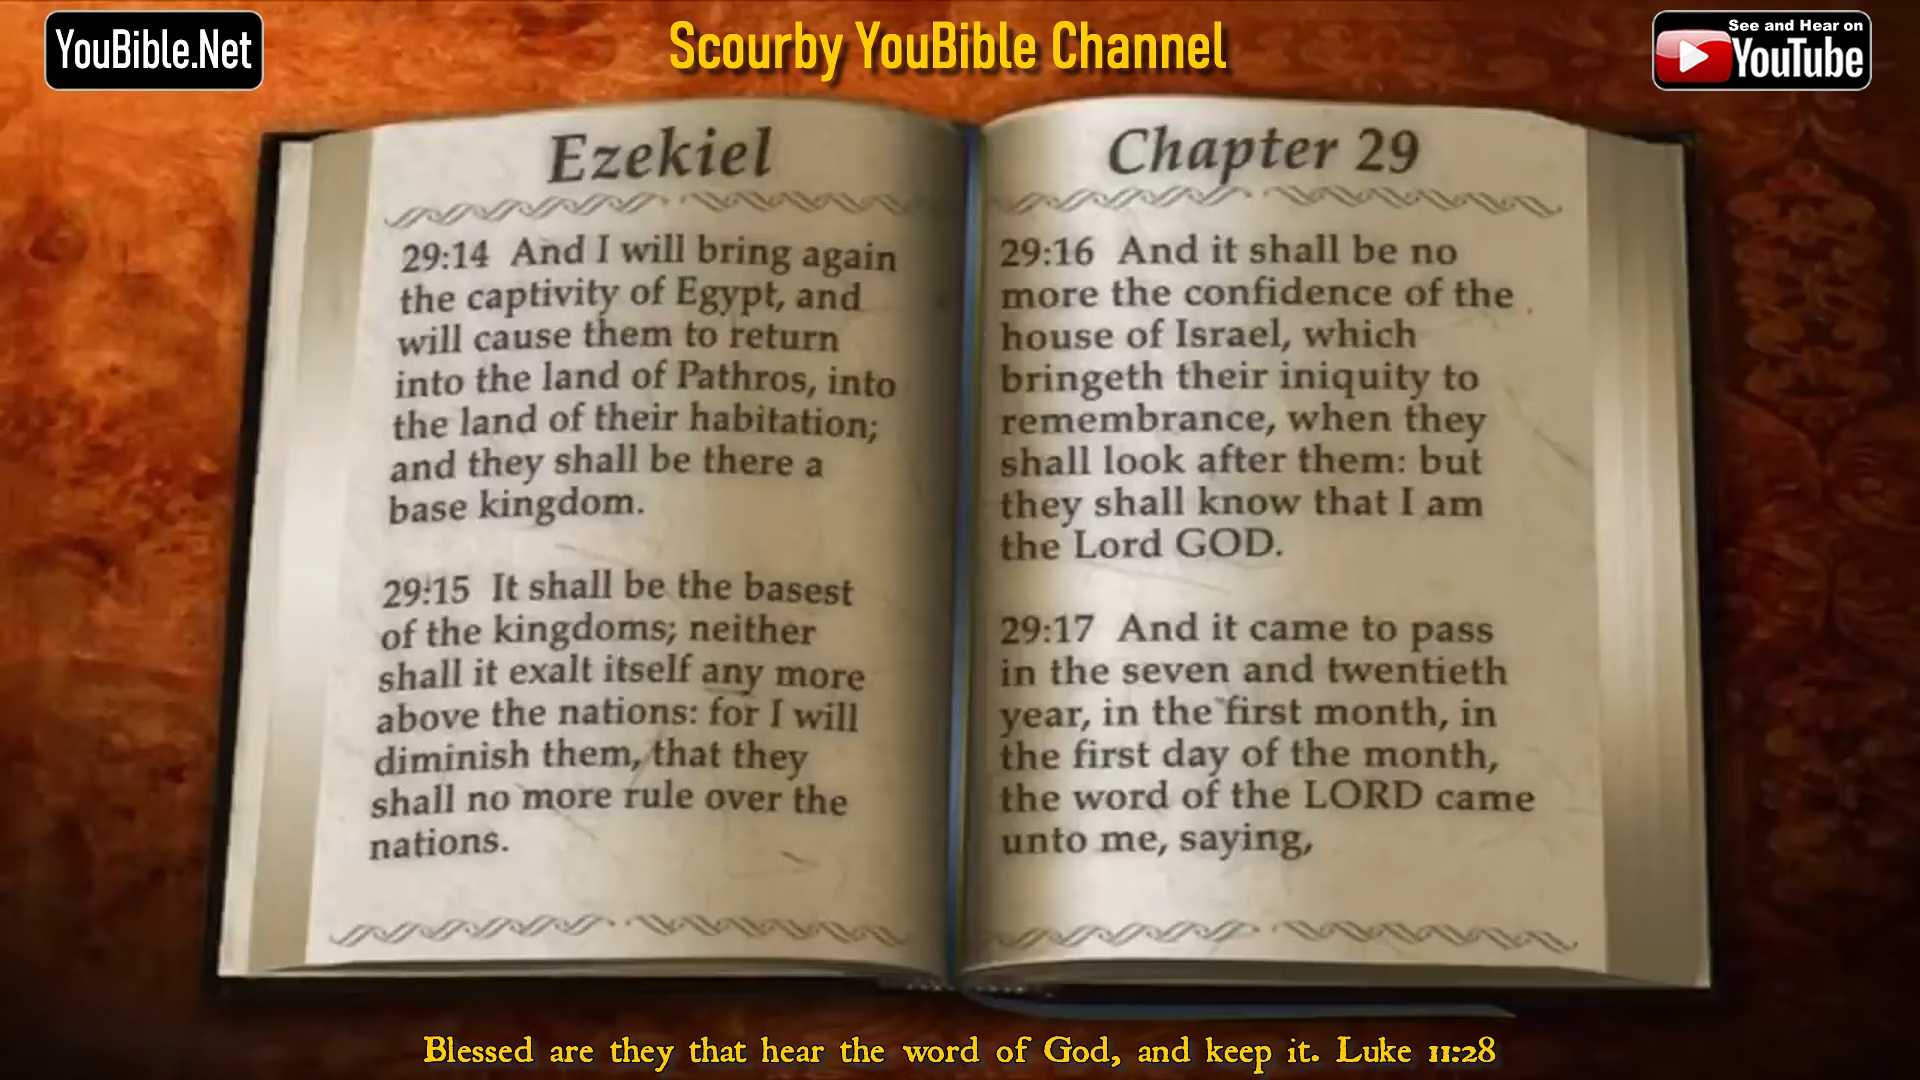 YouBible.Net
Scourby YouBible Channel
See and Hear on
YouTube
Ezekiel
29:14 And I will bring again
the captivity of Egypt, and
will cause them to return
into the land of Pathros, into
the land of their habitation;
and they shall be there a
base kingdom.
29:15 It shall be the basest
of the kingdoms; neither
shall it exalt itself any more
above the nations: for I will
diminish them, that they
shall no more rule over the
nations.
Chapter 29
29:16 And it shall be no
more the confidence of the
house of Israel, which
bringeth their iniquity to
remembrance, when they
shall look after them: but
they shall know that I am
the Lord GOD.
29:17 And it came to pass
in the seven and twentieth
year, in the first month, in
the first day of the month,
the word of the LORD came
unto me, saying,
Blessed are they that hear the word of God, and keep it. Luke 11:28